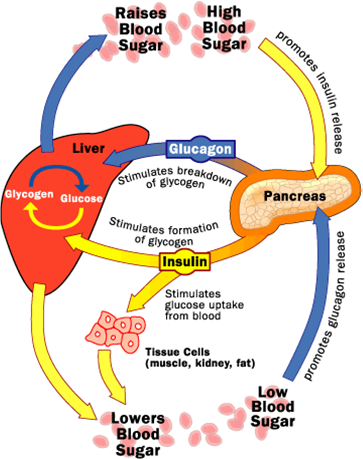 Raises
Blood
Sugar
High
Blood
Sugar
promotes insulin release
Liver
Glucagon
Stimulates breakdown
of glycogen
Glycogen
Glucose
Pancreas
Stimulates formation
of glycogen
Insulin
Stimulates
glucose uptake
from blood
promotes glucagon release
Tissue Cells
(muscle, kidney, fat)
Lowers
Blood
Sugar
Low
Blood
Sugar